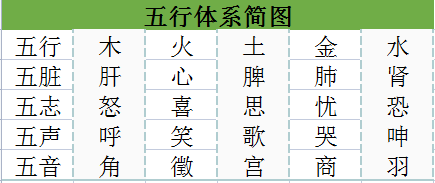 五行体系简图
五行 木 火 土 金 水
五脏 肝 心 脾 肺 肾
五志 怒 喜 思 忧 恐
五声 呼 笑 歌 哭 呻
五音 角 徵 宫 商 羽